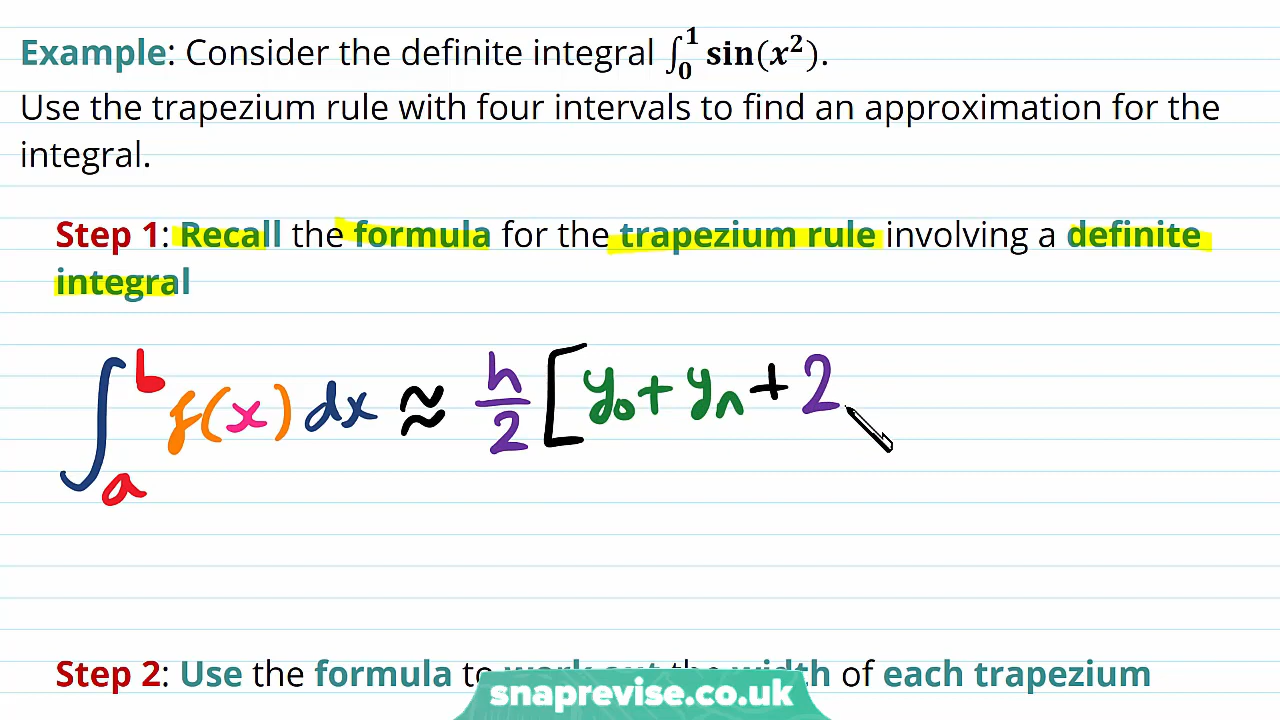 Example: Consider the definite integral ∫₀¹ sin(x²).
Use the trapezium rule with four intervals to find an approximation for the
integral.
Step 1: Recall the formula for the trapezium rule involving a definite
integral
∫ₐᵇ f(x) dx ≈ h/2 [y₀ + yₙ + 2
Step 2: Use the formula to work out the width of each trapezium
snaprevise.co.uk